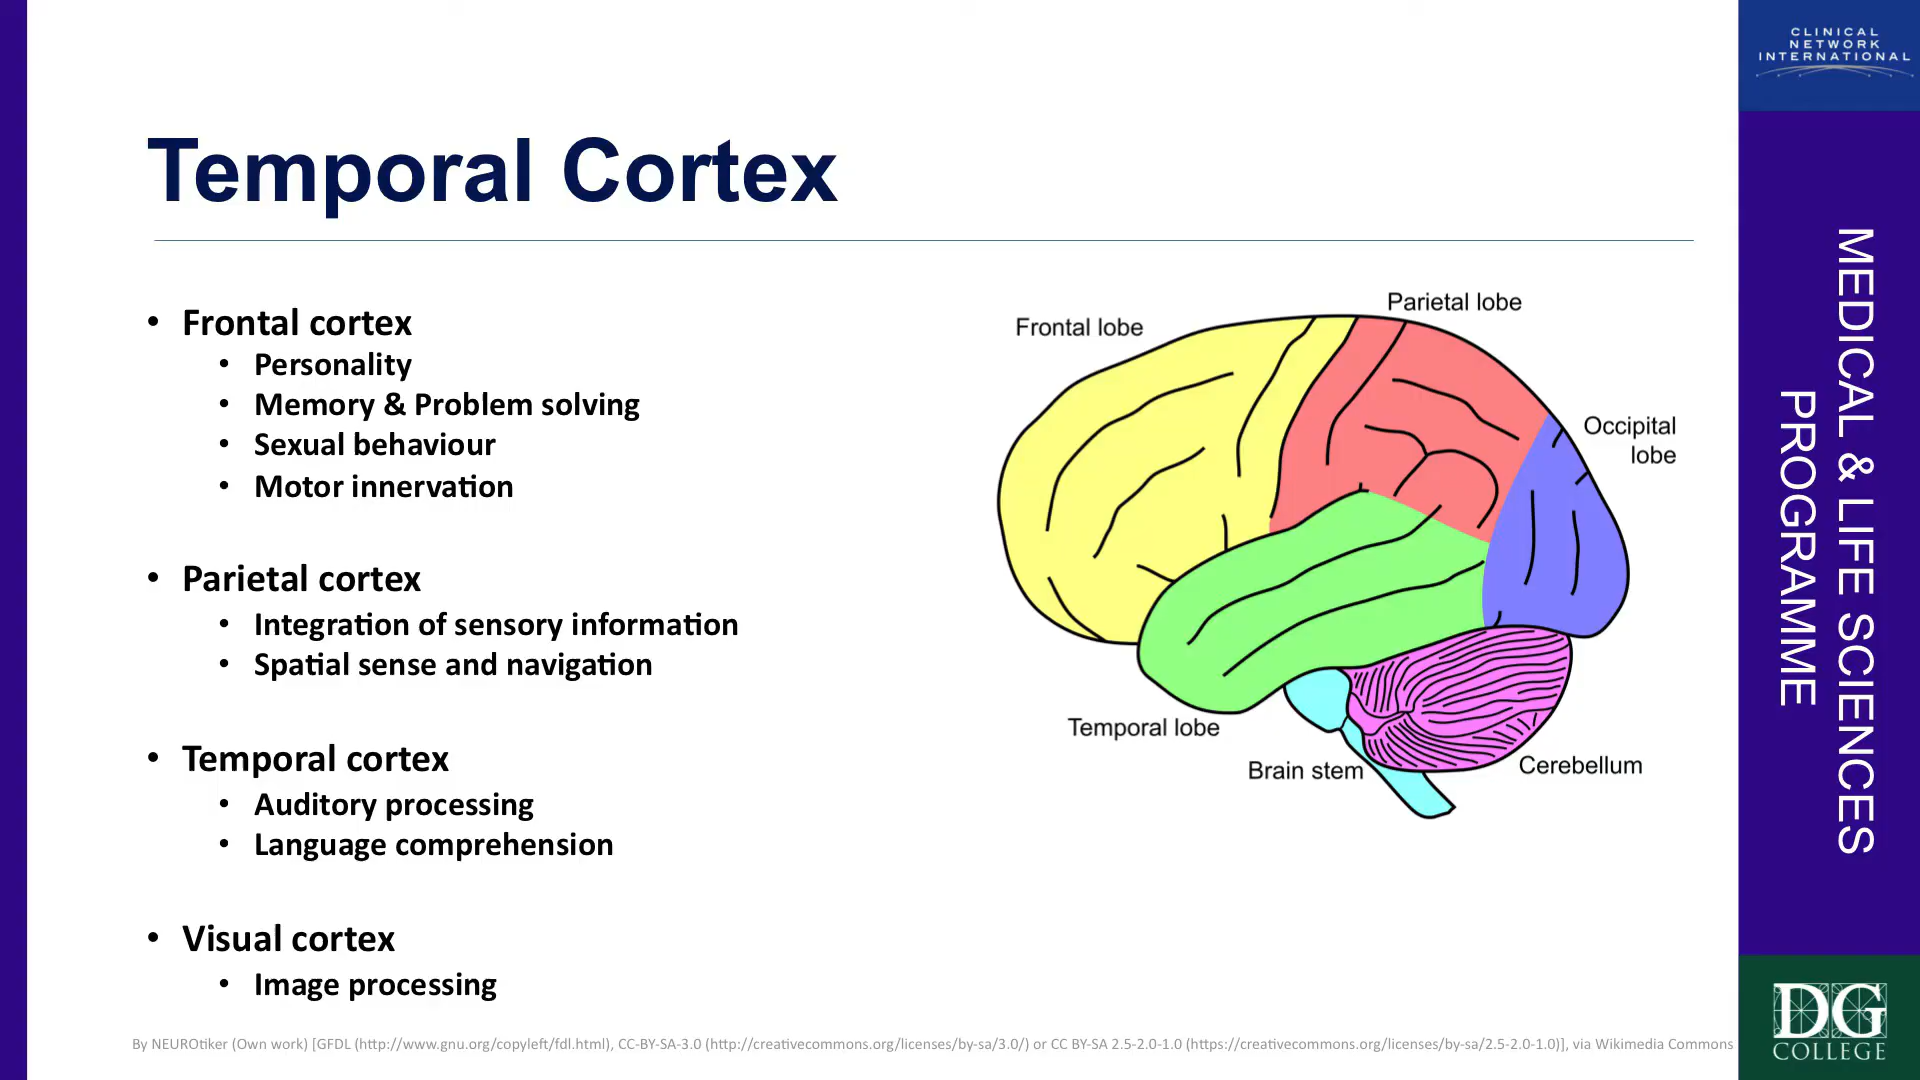 Temporal Cortex
• Frontal cortex
• Personality
• Memory & Problem solving
• Sexual behaviour
• Motor innervation
• Parietal cortex
• Integration of sensory information
• Spatial sense and navigation
• Temporal cortex
• Auditory processing
• Language comprehension
• Visual cortex
• Image processing
Frontal lobe
Parietal lobe
Occipital
lobe
Temporal lobe
Brain stem
Cerebellum
By NEUROtiker (Own work) [GFDL (http://www.gnu.org/copyleft/fdl.html), CC-BY-SA-3.0 (http://creativecommons.org/licenses/by-sa/3.0/) or CC BY-SA 2.5-2.0-1.0 (https://creativecommons.org/licenses/by-sa/2.5-2.0-1.0)], via Wikimedia Commons
CLINICAL
NETWORK
INTERNATIONAL
MEDICAL & LIFE SCIENCES
PROGRAMME
DG
COLLEGE